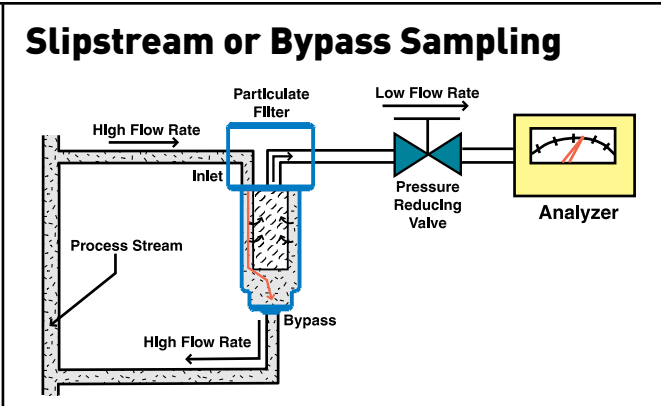 Slipstream or Bypass Sampling
Particulate
Filter
Low Flow Rate
High Flow Rate
Inlet
Pressure
Reducing
Valve
Analyzer
Process Stream
Bypass
High Flow Rate